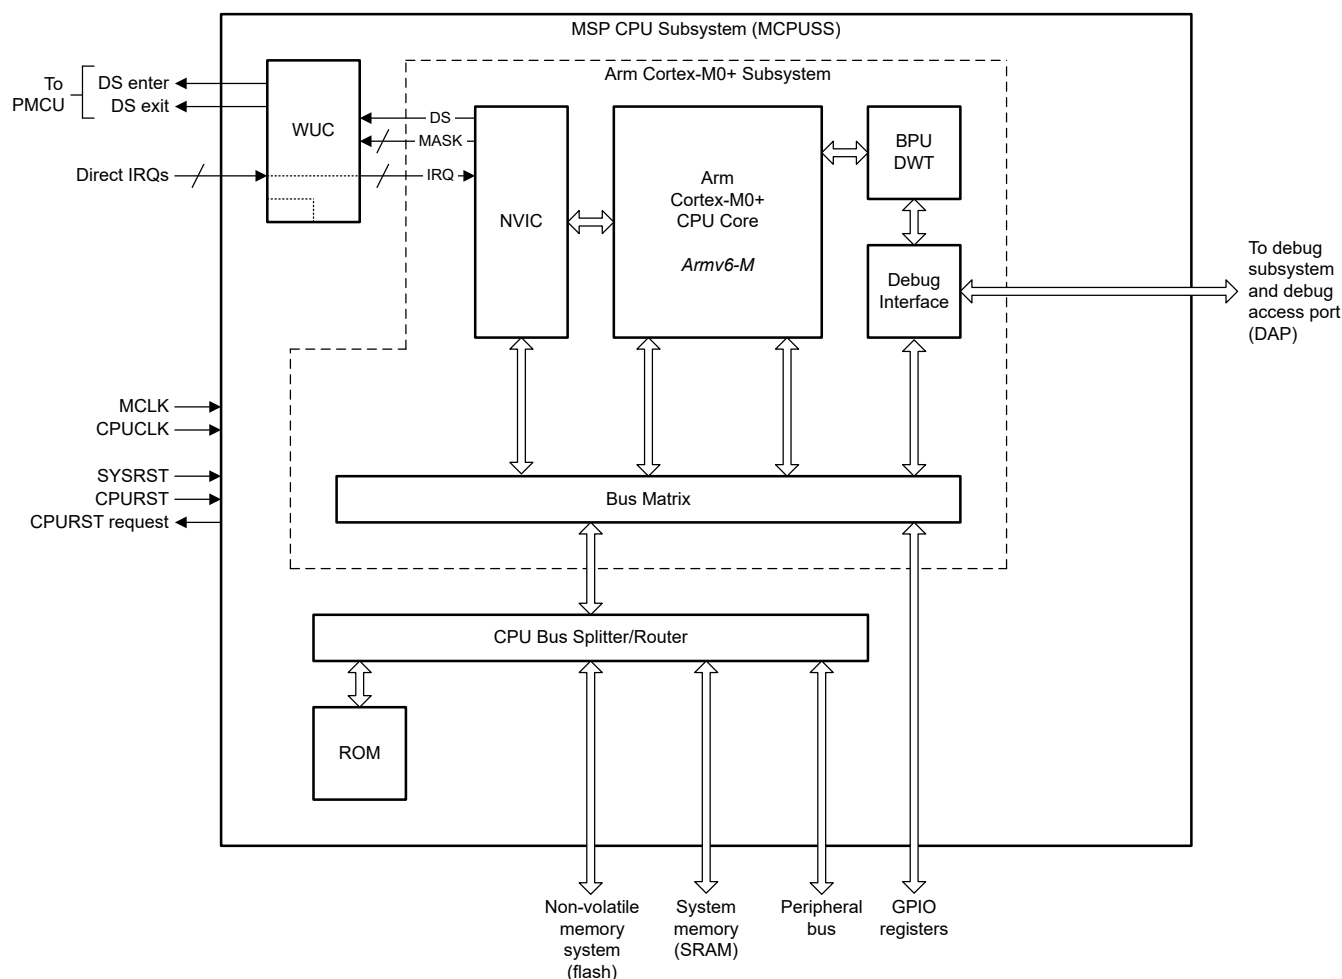 MSP CPU Subsystem (MCPUSS)
Arm Cortex-M0+ Subsystem
To
PMCU
DS enter
DS exit
WUC
DS
MASK
IRQ
Direct IRQs
NVIC
Arm
Cortex-M0+
CPU Core
Armv6-M
BPU
DWT
Debug
Interface
To debug
subsystem
and debug
access port
(DAP)
MCLK
CPUCLK
SYSRST
CPURST
CPURST request
Bus Matrix
CPU Bus Splitter/Router
ROM
Non-volatile
memory
system
(flash)
System
memory
(SRAM)
Peripheral
bus
GPIO
registers